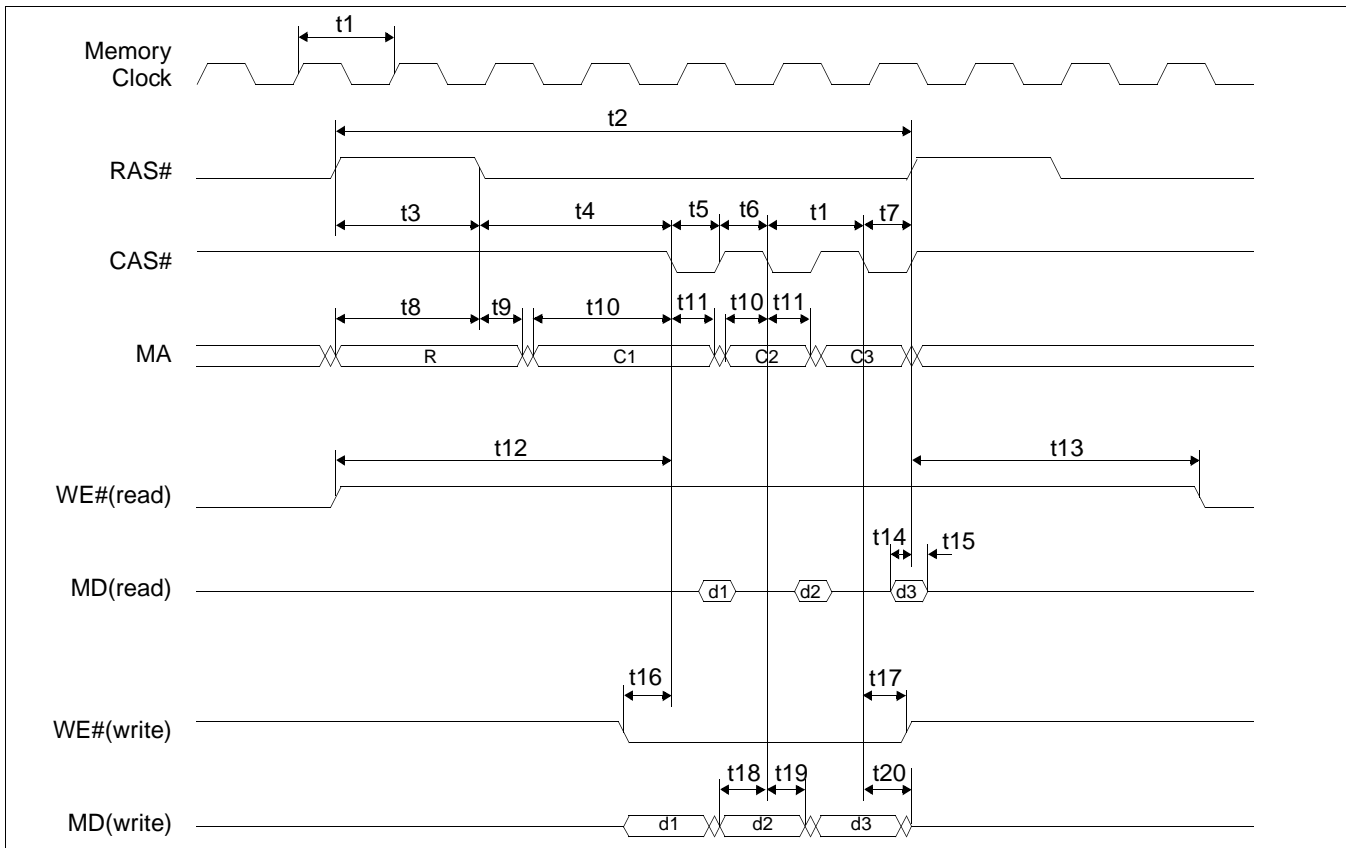 t1
Memory
Clock
t2
RAS#
t3 t4 t5 t6 t1 t7
CAS#
t8 t9 t10 t11 t10 t11
MA R C1 C2 C3
t12 t13
WE#(read)
t14 t15
MD(read) d1 d2 d3
t16 t17
WE#(write)
t18 t19 t20
MD(write) d1 d2 d3